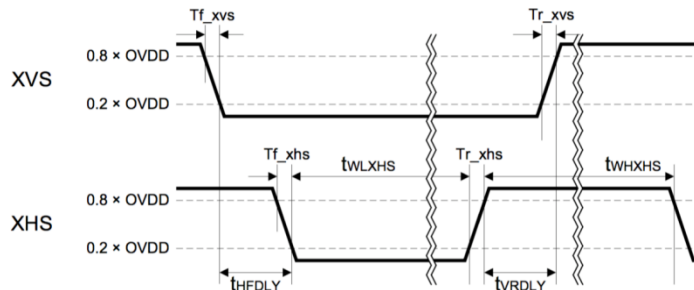 Tf_xvs Tr_xvs
0.8 × OVDD
XVS
0.2 × OVDD
Tf_xhs tWLXHS Tr_xhs tWHXHS
0.8 × OVDD
XHS
0.2 × OVDD
tHFDLY tVRDLY